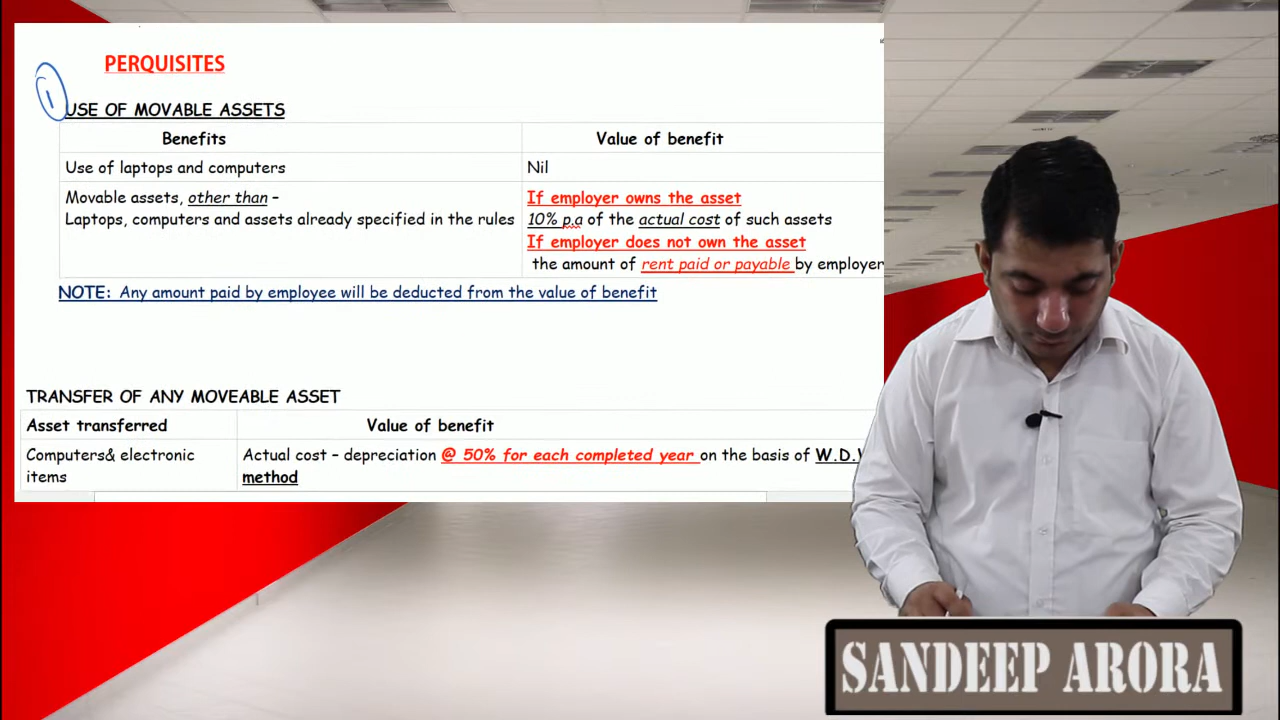 PERQUISITES
1
USE OF MOVABLE ASSETS
Benefits Value of benefit
Use of laptops and computers Nil
Movable assets, other than – If employer owns the asset
Laptops, computers and assets already specified in the rules 10% p.a of the actual cost of such assets
If employer does not own the asset
the amount of rent paid or payable by employer
NOTE: Any amount paid by employee will be deducted from the value of benefit
TRANSFER OF ANY MOVEABLE ASSET
Asset transferred Value of benefit
Computers& electronic Actual cost – depreciation @ 50% for each completed year on the basis of W.D.
items method
SANDEEP ARORA